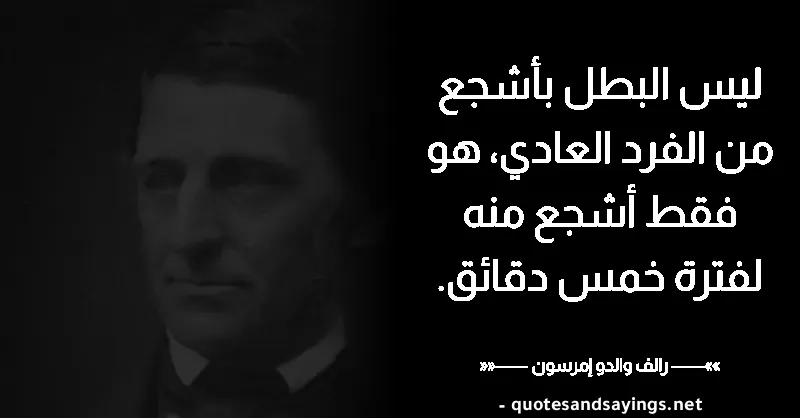 ليس البطل بأشجع
من الفرد العادي، هو
فقط أشجع منه
لفترة خمس دقائق.
»»—— رالف والدو إمرسون ——««
- quotesandsayings.net